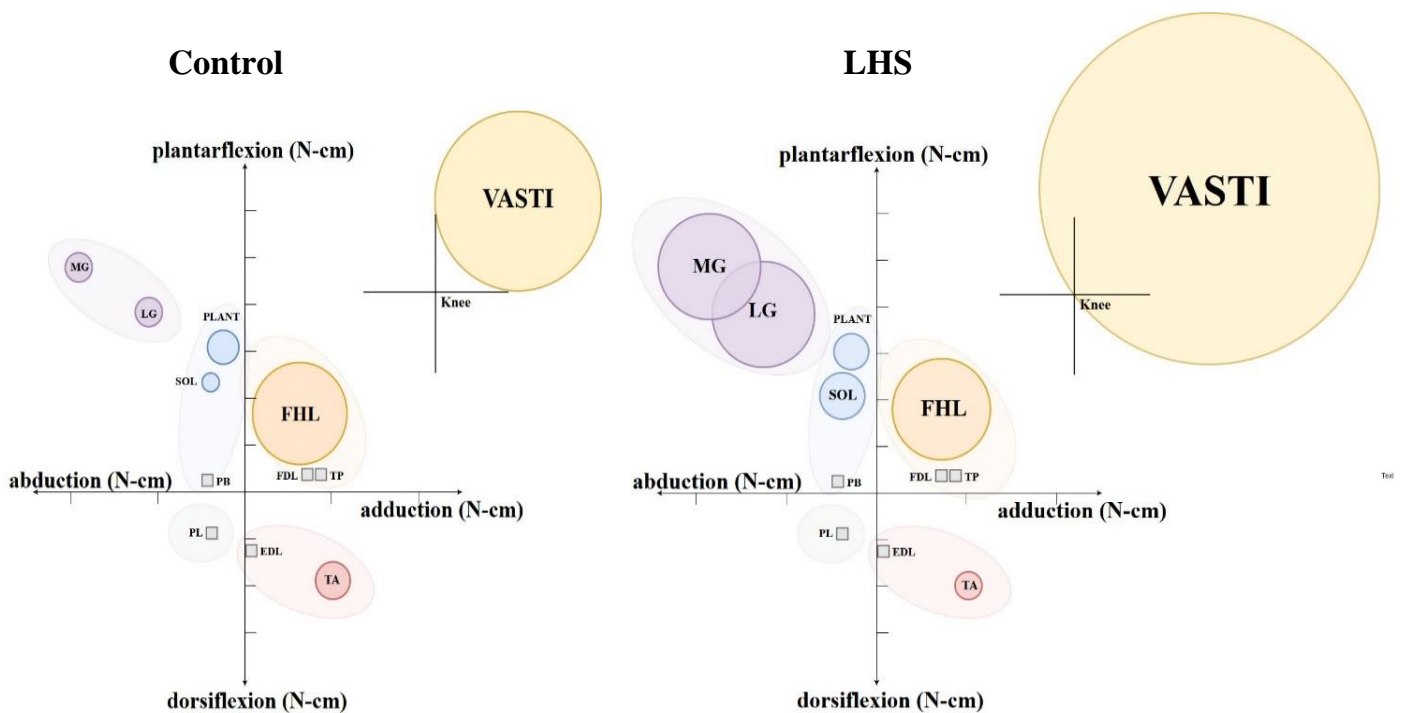 Control
plantarflexion (N-cm)
VASTI
MG
LG
PLANT
SOL
Knee
FHL
FDL
TP
PB
abduction (N-cm)
adduction (N-cm)
PL
EDL
TA
dorsiflexion (N-cm)
LHS
plantarflexion (N-cm)
VASTI
MG
LG
PLANT
SOL
Knee
FHL
FDL
TP
PB
abduction (N-cm)
adduction (N-cm)
PL
EDL
TA
dorsiflexion (N-cm)
Text